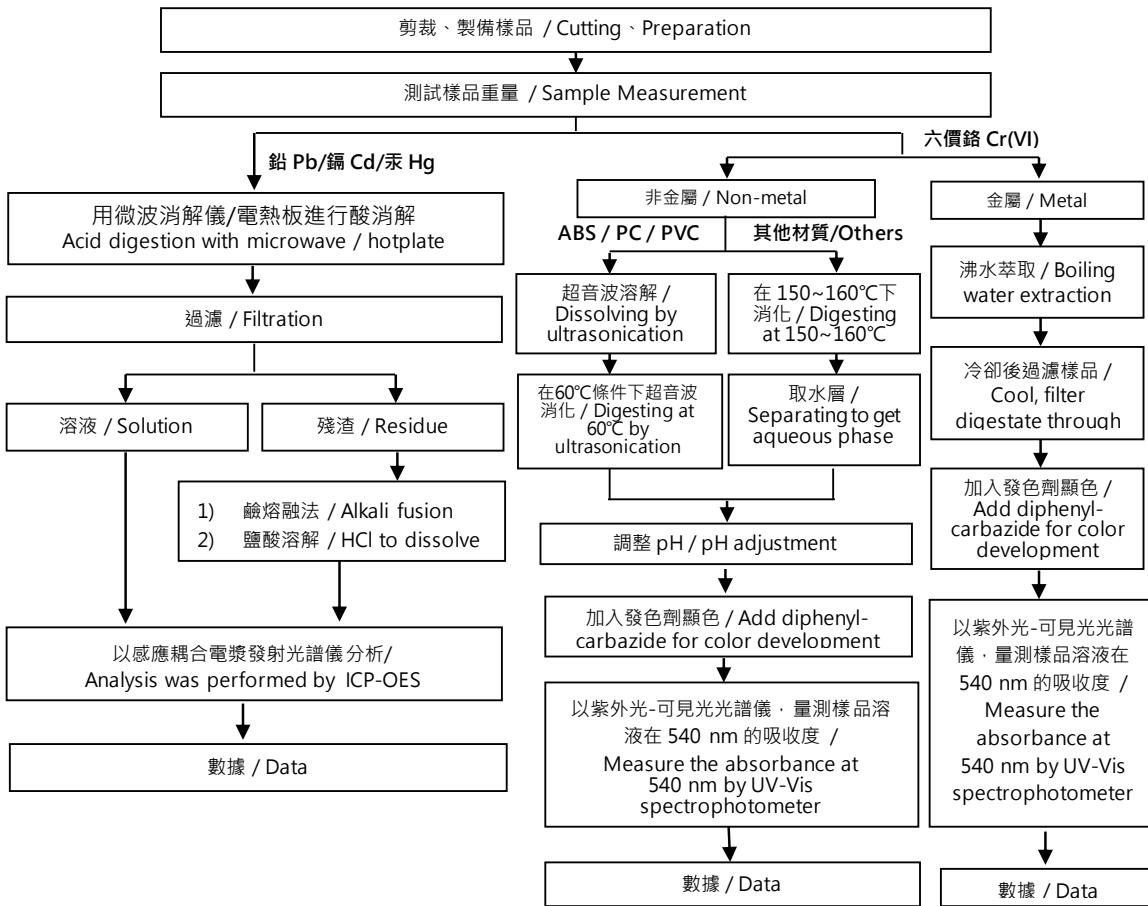 剪裁、製備樣品 / Cutting、Preparation
測試樣品重量 / Sample Measurement
鉛 Pb/鎘 Cd/汞 Hg
六價鉻 Cr(VI)
用微波消解儀/電熱板進行酸消解
Acid digestion with microwave / hotplate
過濾 / Filtration
溶液 / Solution
殘渣 / Residue
1) 鹼熔融法 / Alkali fusion
2) 鹽酸溶解 / HCl to dissolve
以感應耦合電漿發射光譜儀分析/
Analysis was performed by ICP-OES
數據 / Data
非金屬 / Non-metal
ABS / PC / PVC
其他材質/Others
超音波溶解 /
Dissolving by
ultrasonication
在 150~160℃下
消化 / Digesting
at 150~160℃
在60℃條件下超音波
消化 / Digesting at
60℃ by
ultrasonication
取水層 /
Separating to get
aqueous phase
調整 pH / pH adjustment
加入發色劑顯色 / Add diphenyl-
carbazide for color development
以紫外光-可見光光譜儀，量測樣品溶
液在 540 nm 的吸收度 /
Measure the absorbance at
540 nm by UV-Vis
spectrophotometer
數據 / Data
金屬 / Metal
沸水萃取 / Boiling
water extraction
冷卻後過濾樣品 /
Cool, filter
digestate through
加入發色劑顯色 /
Add diphenyl-
carbazide for color
development
以紫外光-可見光光譜
儀，量測樣品溶液在
540 nm 的吸收度 /
Measure the
absorbance at
540 nm by UV-Vis
spectrophotometer
數據 / Data